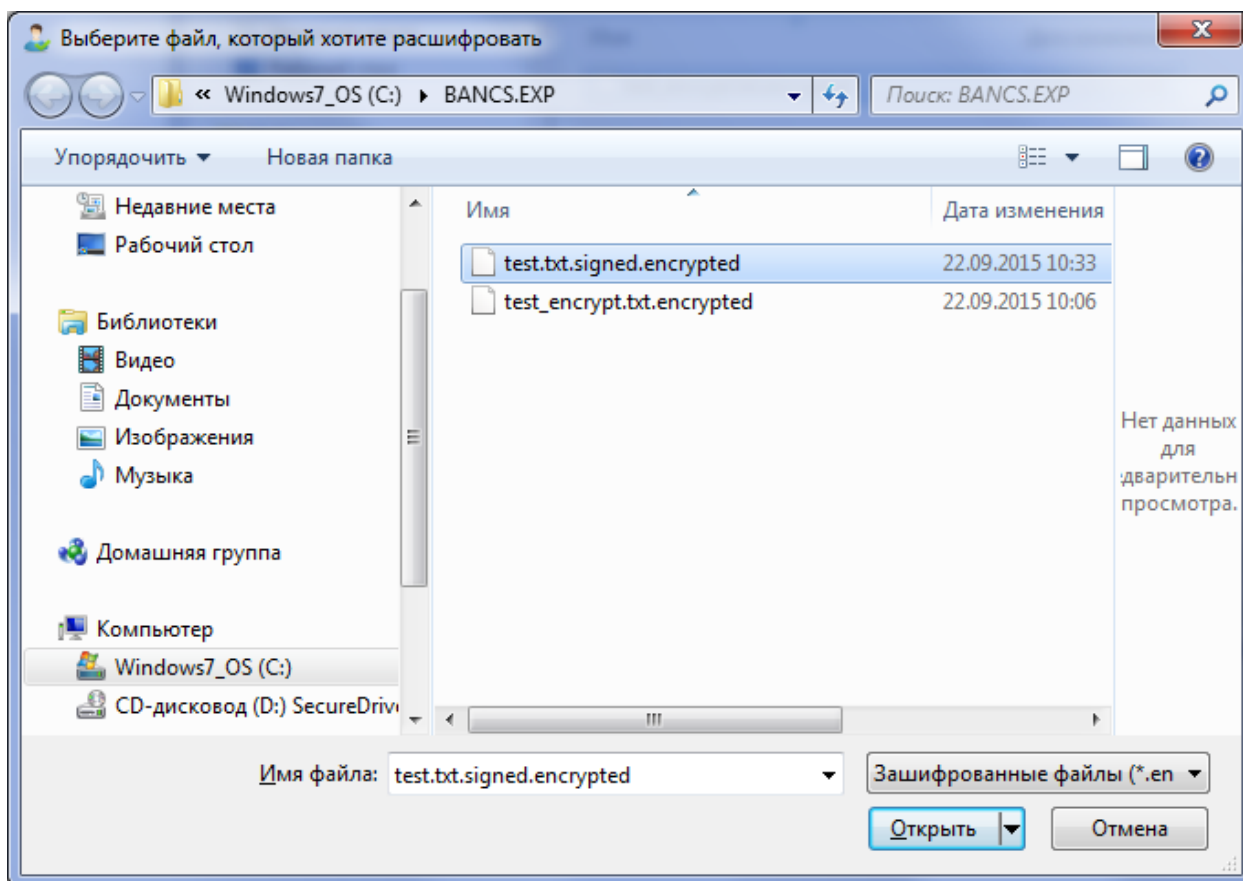 Выберите файл, который хотите расшифровать
« Windows7_OS (C:) ▸ BANCS.EXP
Поиск: BANCS.EXP
Упорядочить ▼ Новая папка
Недавние места
Рабочий стол
Библиотеки
Видео
Документы
Изображения
Музыка
Домашняя группа
Компьютер
Windows7_OS (C:)
CD-дисковод (D:) SecureDriv
Имя Дата изменения
test.txt.signed.encrypted 22.09.2015 10:33
test_encrypt.txt.encrypted 22.09.2015 10:06
Нет данных
для
дварительн
просмотра.
Имя файла: test.txt.signed.encrypted
Зашифрованные файлы (*.en
Открыть Отмена